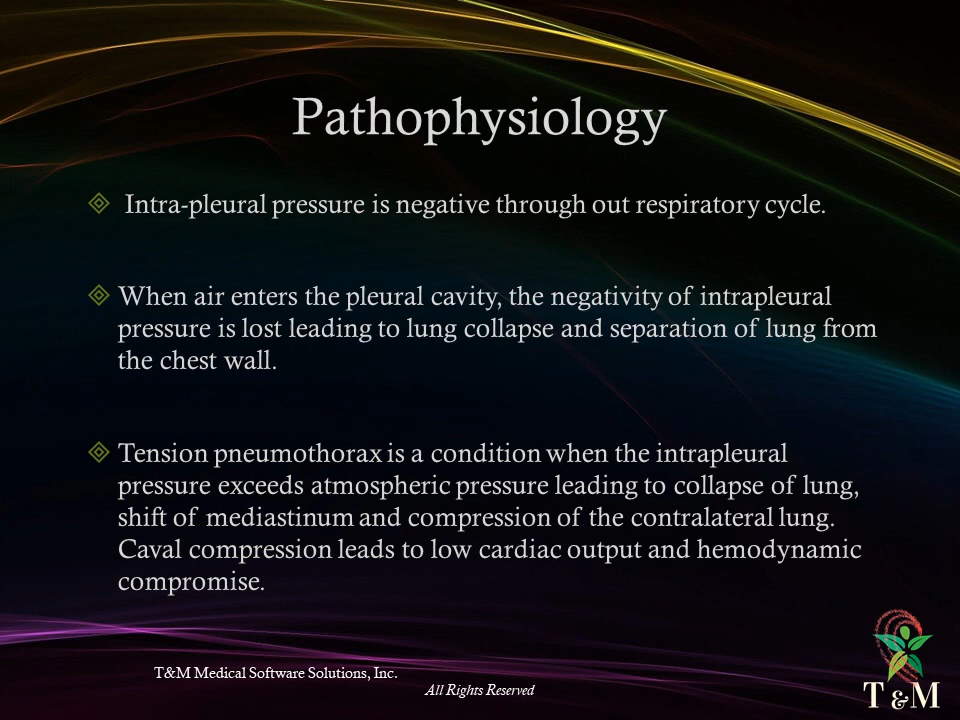 Pathophysiology
Intra-pleural pressure is negative through out respiratory cycle.
When air enters the pleural cavity, the negativity of intrapleural
pressure is lost leading to lung collapse and separation of lung from
the chest wall.
Tension pneumothorax is a condition when the intrapleural
pressure exceeds atmospheric pressure leading to collapse of lung,
shift of mediastinum and compression of the contralateral lung.
Caval compression leads to low cardiac output and hemodynamic
compromise.
T&M Medical Software Solutions, Inc.
All Rights Reserved
T & M